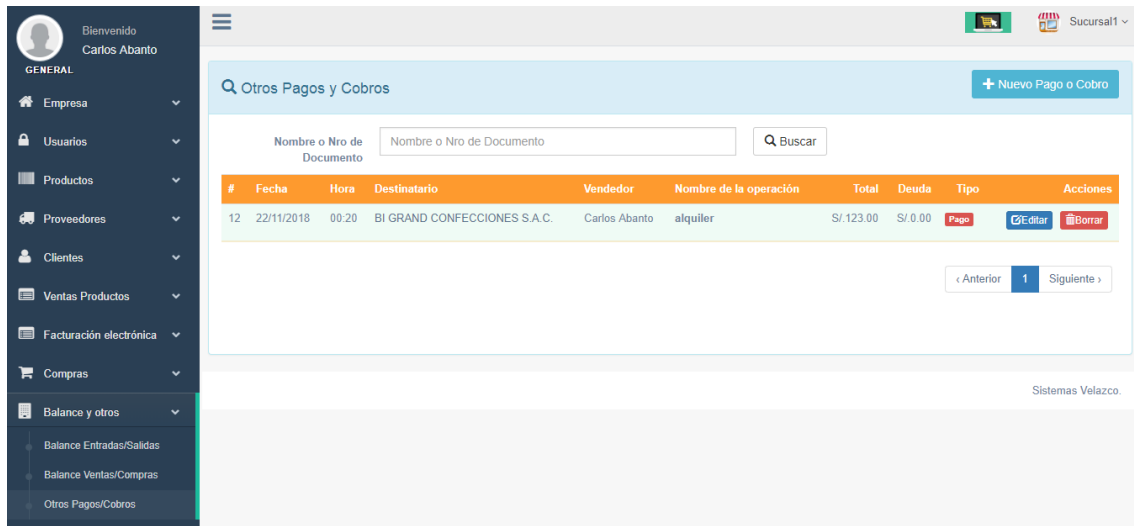 Bienvenido
Carlos Abanto
GENERAL
Empresa
Usuarios
Productos
Proveedores
Clientes
Ventas Productos
Facturación electrónica
Compras
Balance y otros
Balance Entradas/Salidas
Balance Ventas/Compras
Otros Pagos/Cobros
Sucursal1
Otros Pagos y Cobros
Nuevo Pago o Cobro
Nombre o Nro de
Documento
Nombre o Nro de Documento
Buscar
# Fecha Hora Destinatario Vendedor Nombre de la operación Total Deuda Tipo Acciones
12 22/11/2018 00:20 BI GRAND CONFECCIONES S.A.C. Carlos Abanto alquiler S/.123.00 S/.0.00 Pago Editar Borrar
‹ Anterior 1 Siguiente ›
Sistemas Velazco.